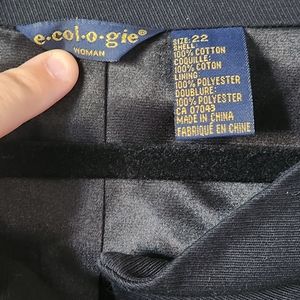 e·col·o·gie®
WOMAN
SIZE: 22
SHELL:
100% COTTON
COQUILLE:
100% COTON
LINING:
100% POLYESTER
DOUBLURE:
100% POLYESTER
CA 07043
MADE IN CHINA
FABRIQUÉ EN CHINE